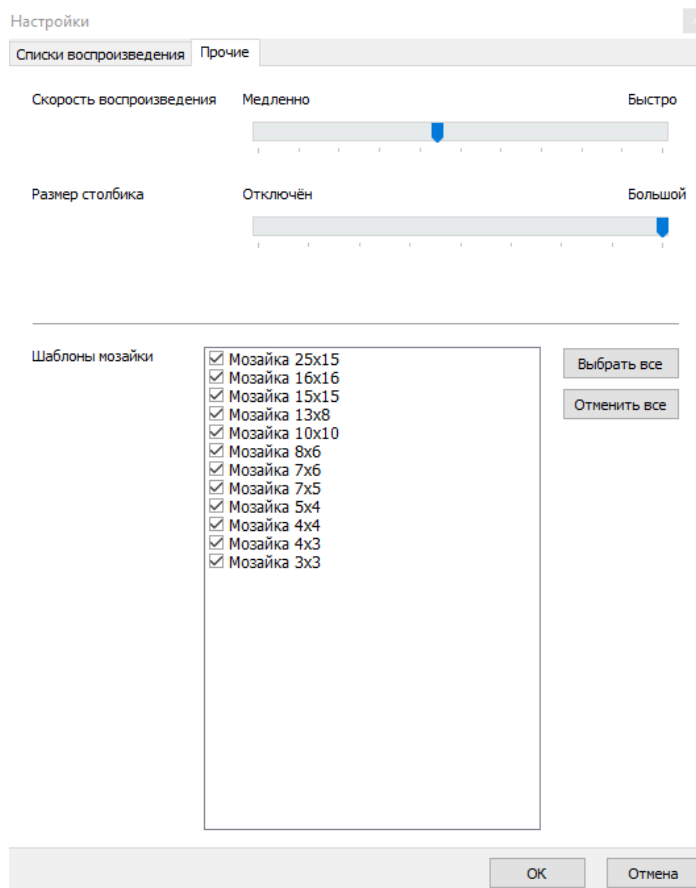 Настройки
Списки воспроизведения Прочие
Скорость воспроизведения Медленно Быстро
Размер столбика Отключён Большой
Шаблоны мозайки
Мозайка 25x15
Мозайка 16x16
Мозайка 15x15
Мозайка 13x8
Мозайка 10x10
Мозайка 8x6
Мозайка 7x6
Мозайка 7x5
Мозайка 5x4
Мозайка 4x4
Мозайка 4x3
Мозайка 3x3
Выбрать все
Отменить все
OK Отмена